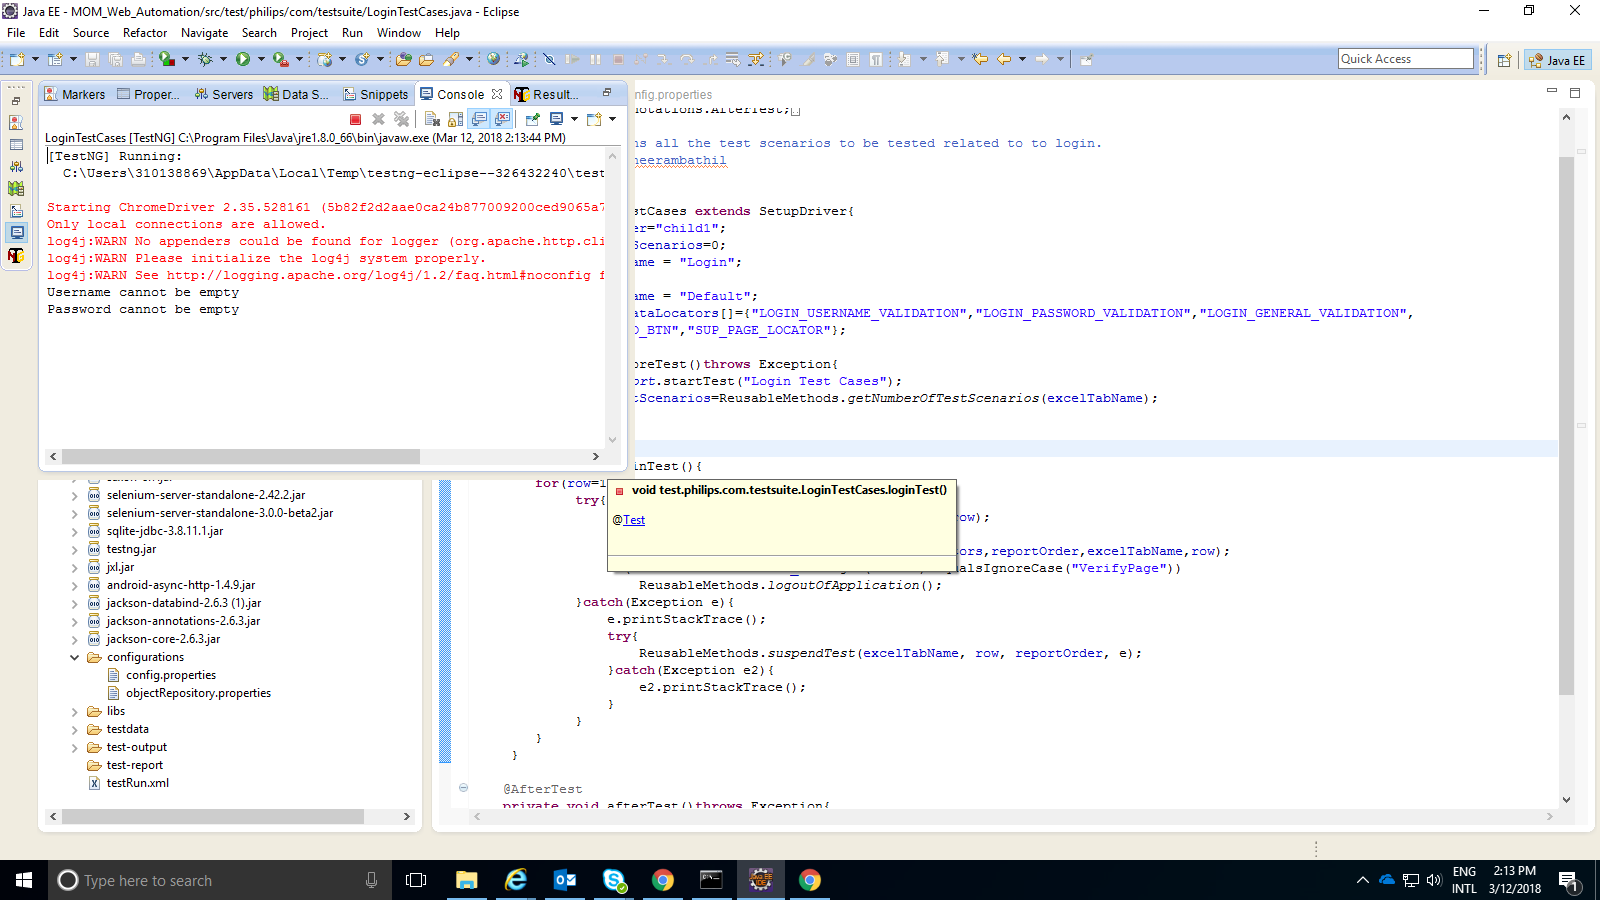 Java EE - MOM_Web_Automation/src/test/philips/com/testsuite/LoginTestCases.java - Eclipse
File Edit Source Refactor Navigate Search Project Run Window Help
Quick Access
Java EE
Markers Proper... Servers Data S... Snippets Console Result...
nfig.properties
LoginTestCases [TestNG] C:\Program Files\Java\jre1.8.0_66\bin\javaw.exe (Mar 12, 2018 2:13:44 PM)
[TestNG] Running:
C:\Users\310138869\AppData\Local\Temp\testng-eclipse--326432240\test
Starting ChromeDriver 2.35.528161 (5b82f2d2aae0ca24b877009200ced9065a7
Only local connections are allowed.
log4j:WARN No appenders could be found for logger (org.apache.http.cli
log4j:WARN Please initialize the log4j system properly.
log4j:WARN See http://logging.apache.org/log4j/1.2/faq.html#noconfig f
Username cannot be empty
Password cannot be empty
notations.AfterTest;
ns all the test scenarios to be tested related to to login.
neerambathil
stCases extends SetupDriver{
er="child1";
Scenarios=0;
ame = "Login";
ame = "Default";
ataLocators[]={"LOGIN_USERNAME_VALIDATION","LOGIN_PASSWORD_VALIDATION","LOGIN_GENERAL_VALIDATION",
D_BTN","SUP_PAGE_LOCATOR"};
oreTest()throws Exception{
ort.startTest("Login Test Cases");
tScenarios=ReusableMethods.getNumberOfTestScenarios(excelTabName);
inTest(){
for(row=1
try{
void test.philips.com.testsuite.LoginTestCases.loginTest()
@Test
row);
ors,reportOrder,excelTabName,row);
alsIgnoreCase("VerifyPage"))
ReusableMethods.logoutOfApplication();
}catch(Exception e){
e.printStackTrace();
try{
ReusableMethods.suspendTest(excelTabName, row, reportOrder, e);
}catch(Exception e2){
e2.printStackTrace();
}
}
}
}
@AfterTest
private void afterTest()throws Exception{
selenium-server-standalone-2.42.2.jar
selenium-server-standalone-3.0.0-beta2.jar
sqlite-jdbc-3.8.11.1.jar
testng.jar
jxl.jar
android-async-http-1.4.9.jar
jackson-databind-2.6.3 (1).jar
jackson-annotations-2.6.3.jar
jackson-core-2.6.3.jar
configurations
config.properties
objectRepository.properties
libs
testdata
test-output
test-report
testRun.xml
Type here to search
ENG
INTL
2:13 PM
3/12/2018
1